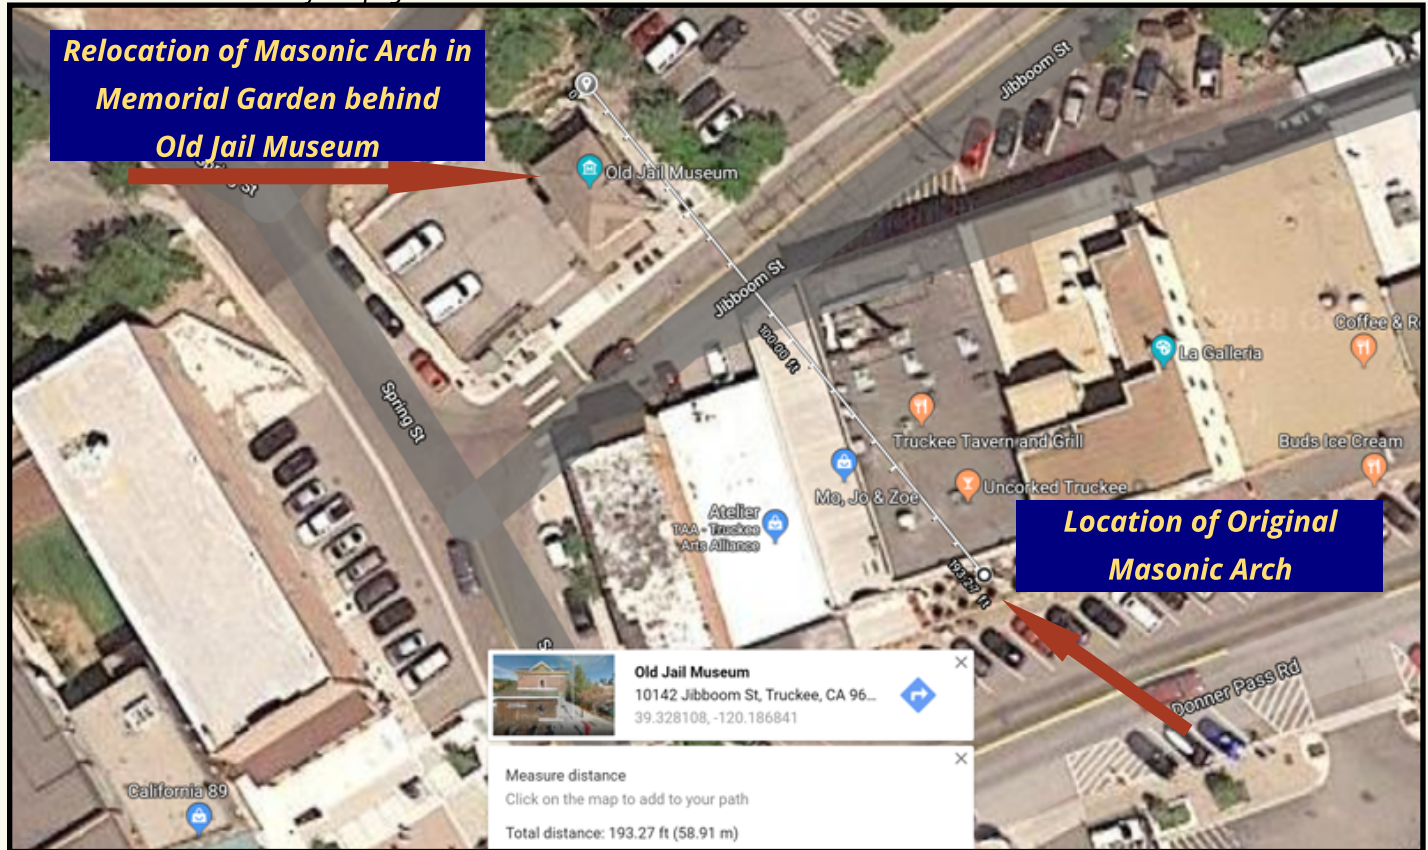 Relocation of Masonic Arch in
Memorial Garden behind
Old Jail Museum
Spring St
Jibboom St
Old Jail Museum
Jibboom St
100.00 ft
Coffee & R
La Galleria
Spring St
Truckee Tavern and Grill
Buds Ice Cream
Mo, Jo & Zoe
Uncorked Truckee
Atelier
TAA - Truckee
Arts Alliance
Location of Original
Masonic Arch
193.27 ft
Donner Pass Rd
California 89
Old Jail Museum
10142 Jibboom St, Truckee, CA 96...
39.328108, -120.186841
Measure distance
Click on the map to add to your path
Total distance: 193.27 ft (58.91 m)